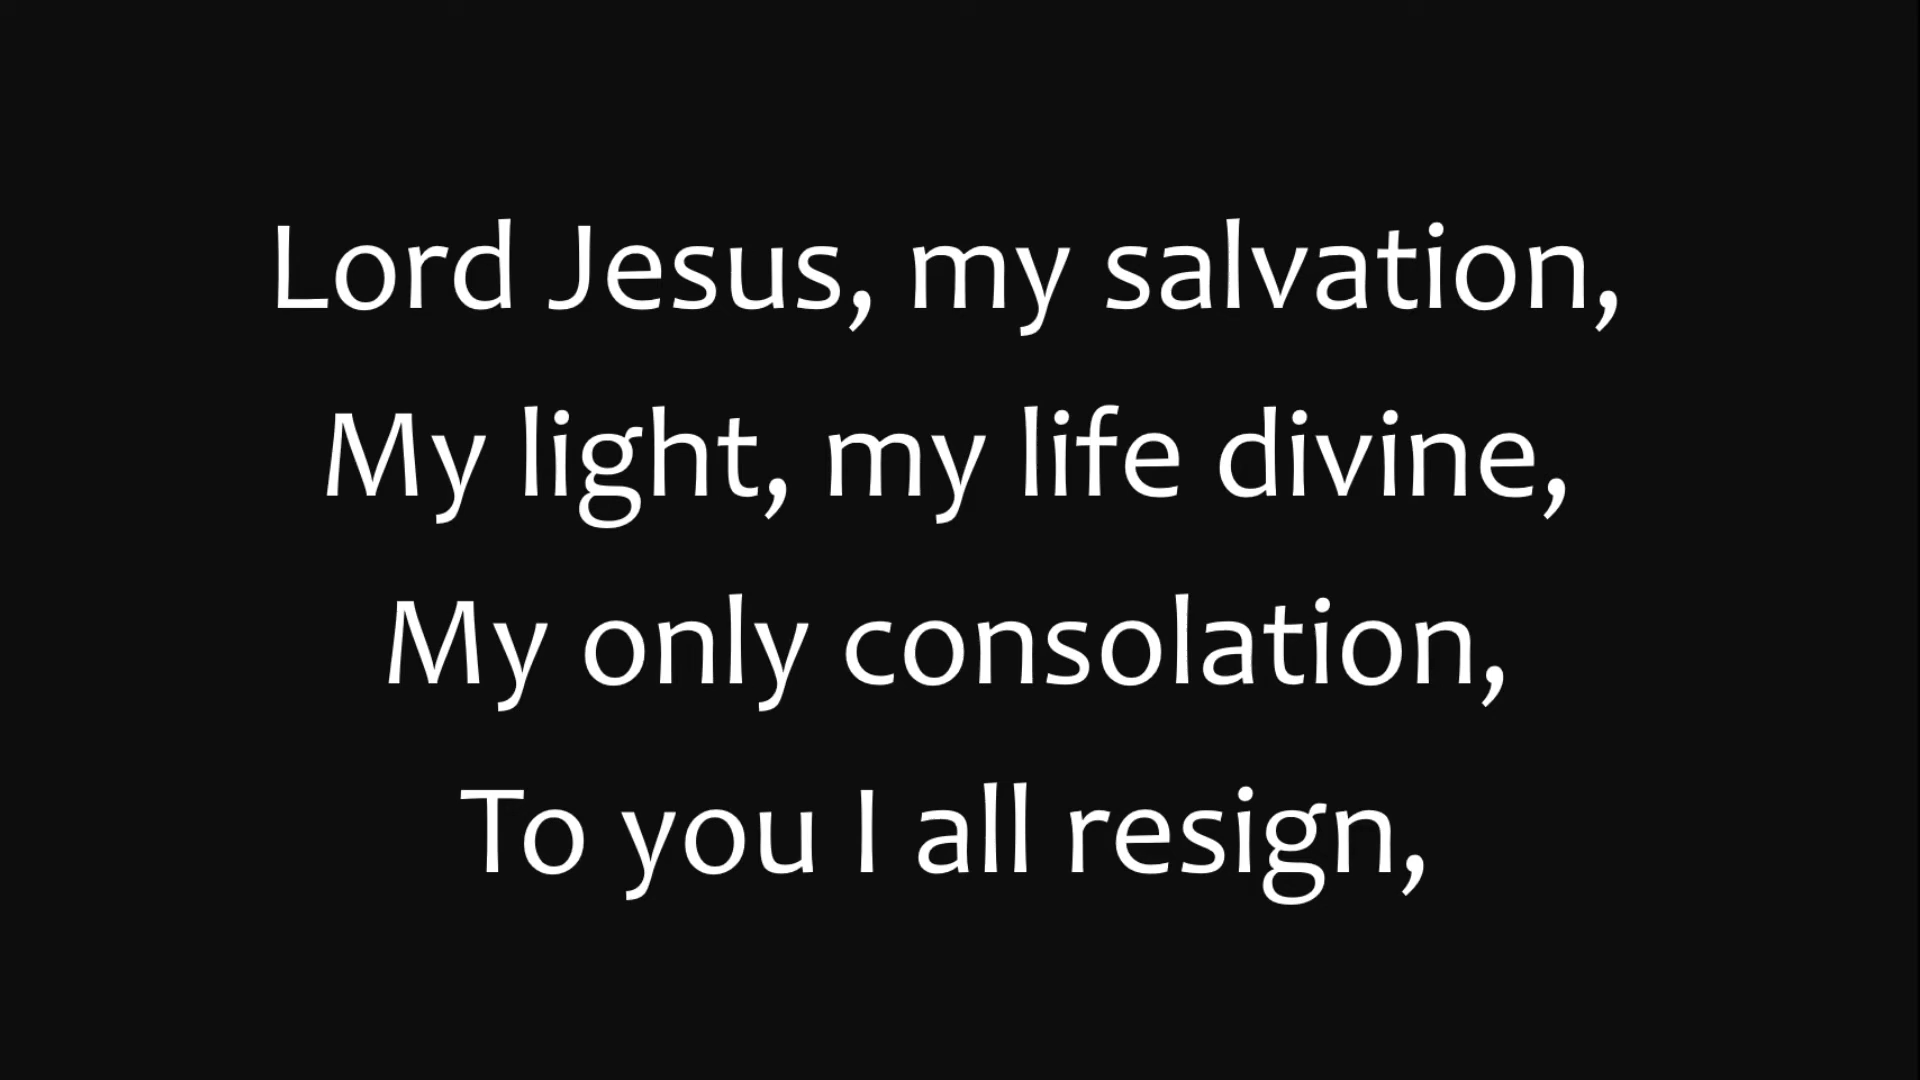 Lord Jesus, my salvation,
My light, my life divine,
My only consolation,
To you I all resign,